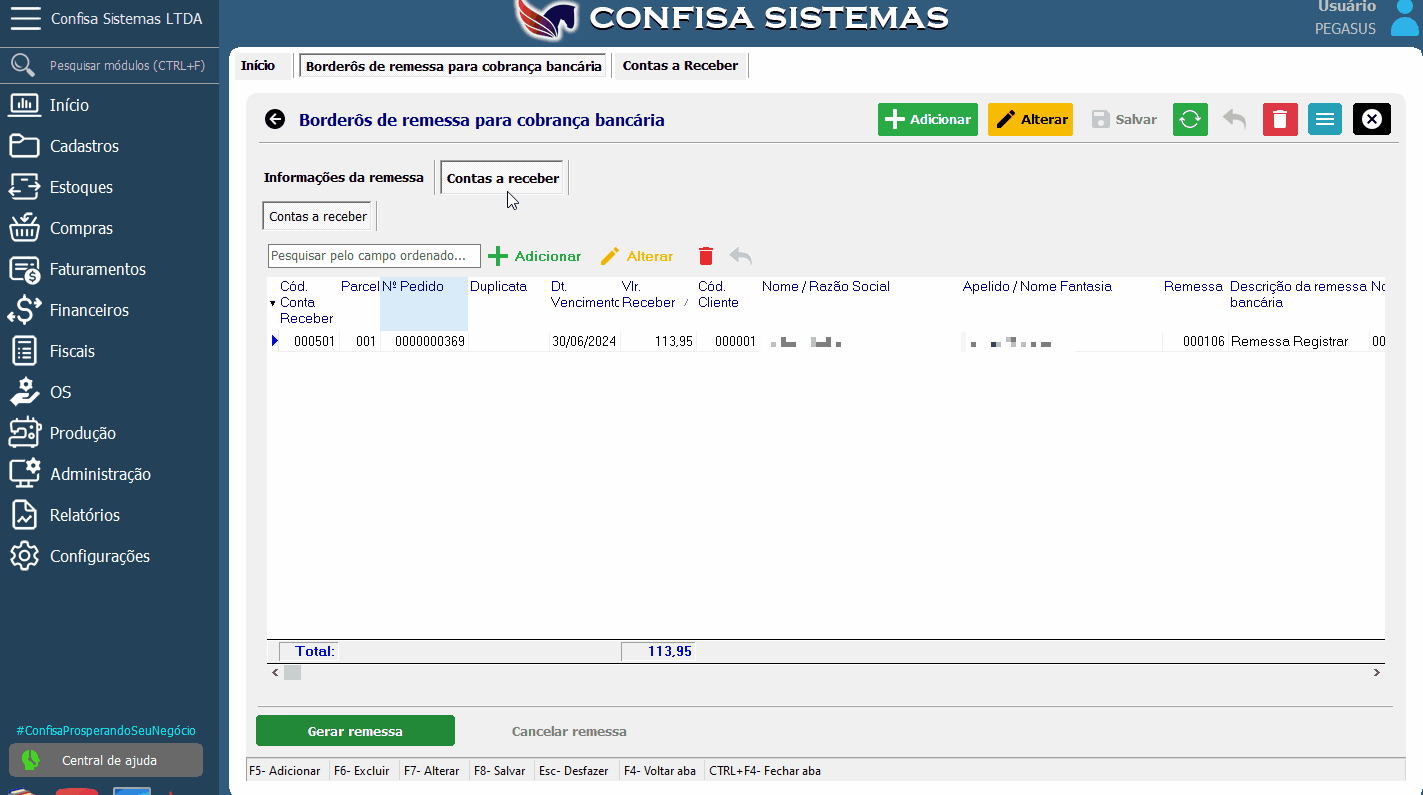 Confisa Sistemas LTDA
CONFISA SISTEMAS
Usuário
PEGASUS
Pesquisar módulos (CTRL+F)
Início
Cadastros
Estoques
Compras
Faturamentos
Financeiros
Fiscais
OS
Produção
Administração
Relatórios
Configurações
#ConfisaProsperandoSeuNegócio
Central de ajuda
Início
Borderôs de remessa para cobrança bancária
Contas a Receber
Borderôs de remessa para cobrança bancária
Adicionar
Alterar
Salvar
Informações da remessa
Contas a receber
Contas a receber
Pesquisar pelo campo ordenado...
Adicionar
Alterar
Cód. Conta Receber
Parcel
Nº Pedido
Duplicata
Dt. Vencimento
Vlr. Receber
Cód. Cliente
Nome / Razão Social
Apelido / Nome Fantasia
Remessa
Descrição da remessa bancária
No
000501 001 0000000369 30/06/2024 113,95 000001 000106 Remessa Registrar 00
Total: 113,95
Gerar remessa
Cancelar remessa
F5- Adicionar F6- Excluir F7- Alterar F8- Salvar Esc- Desfazer F4- Voltar aba CTRL+F4- Fechar aba